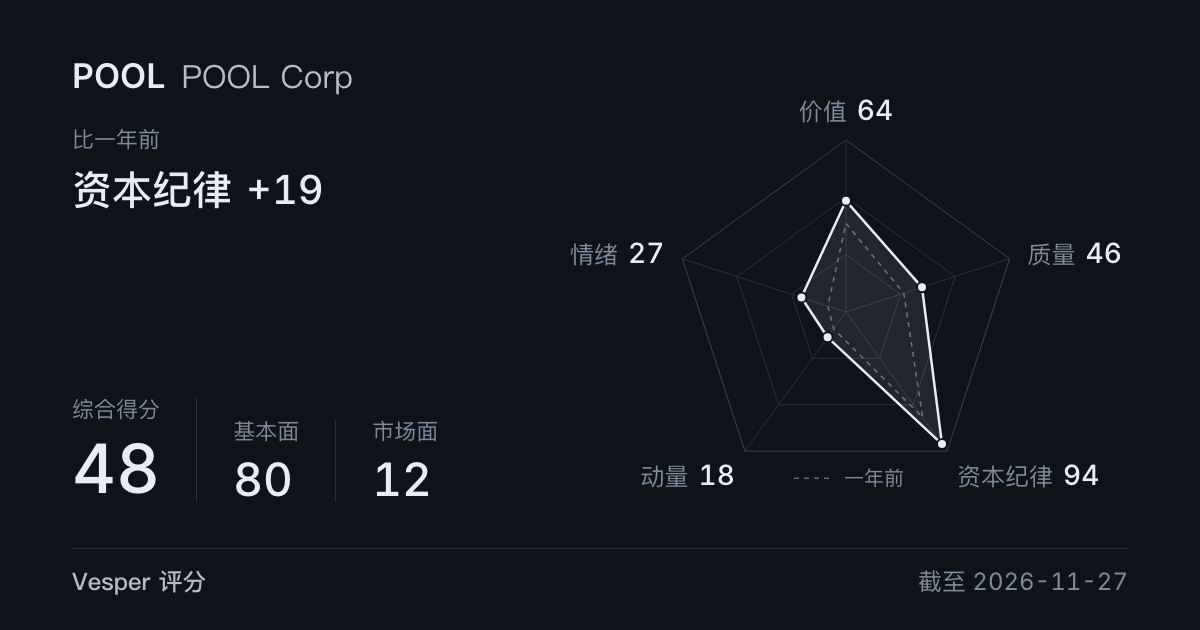 POOL POOL Corp
比一年前
资本纪律 +19
价值 64
情绪 27
质量 46
动量 18
一年前
资本纪律 94
综合得分
48
基本面
80
市场面
12
Vesper 评分
截至 2026-11-27